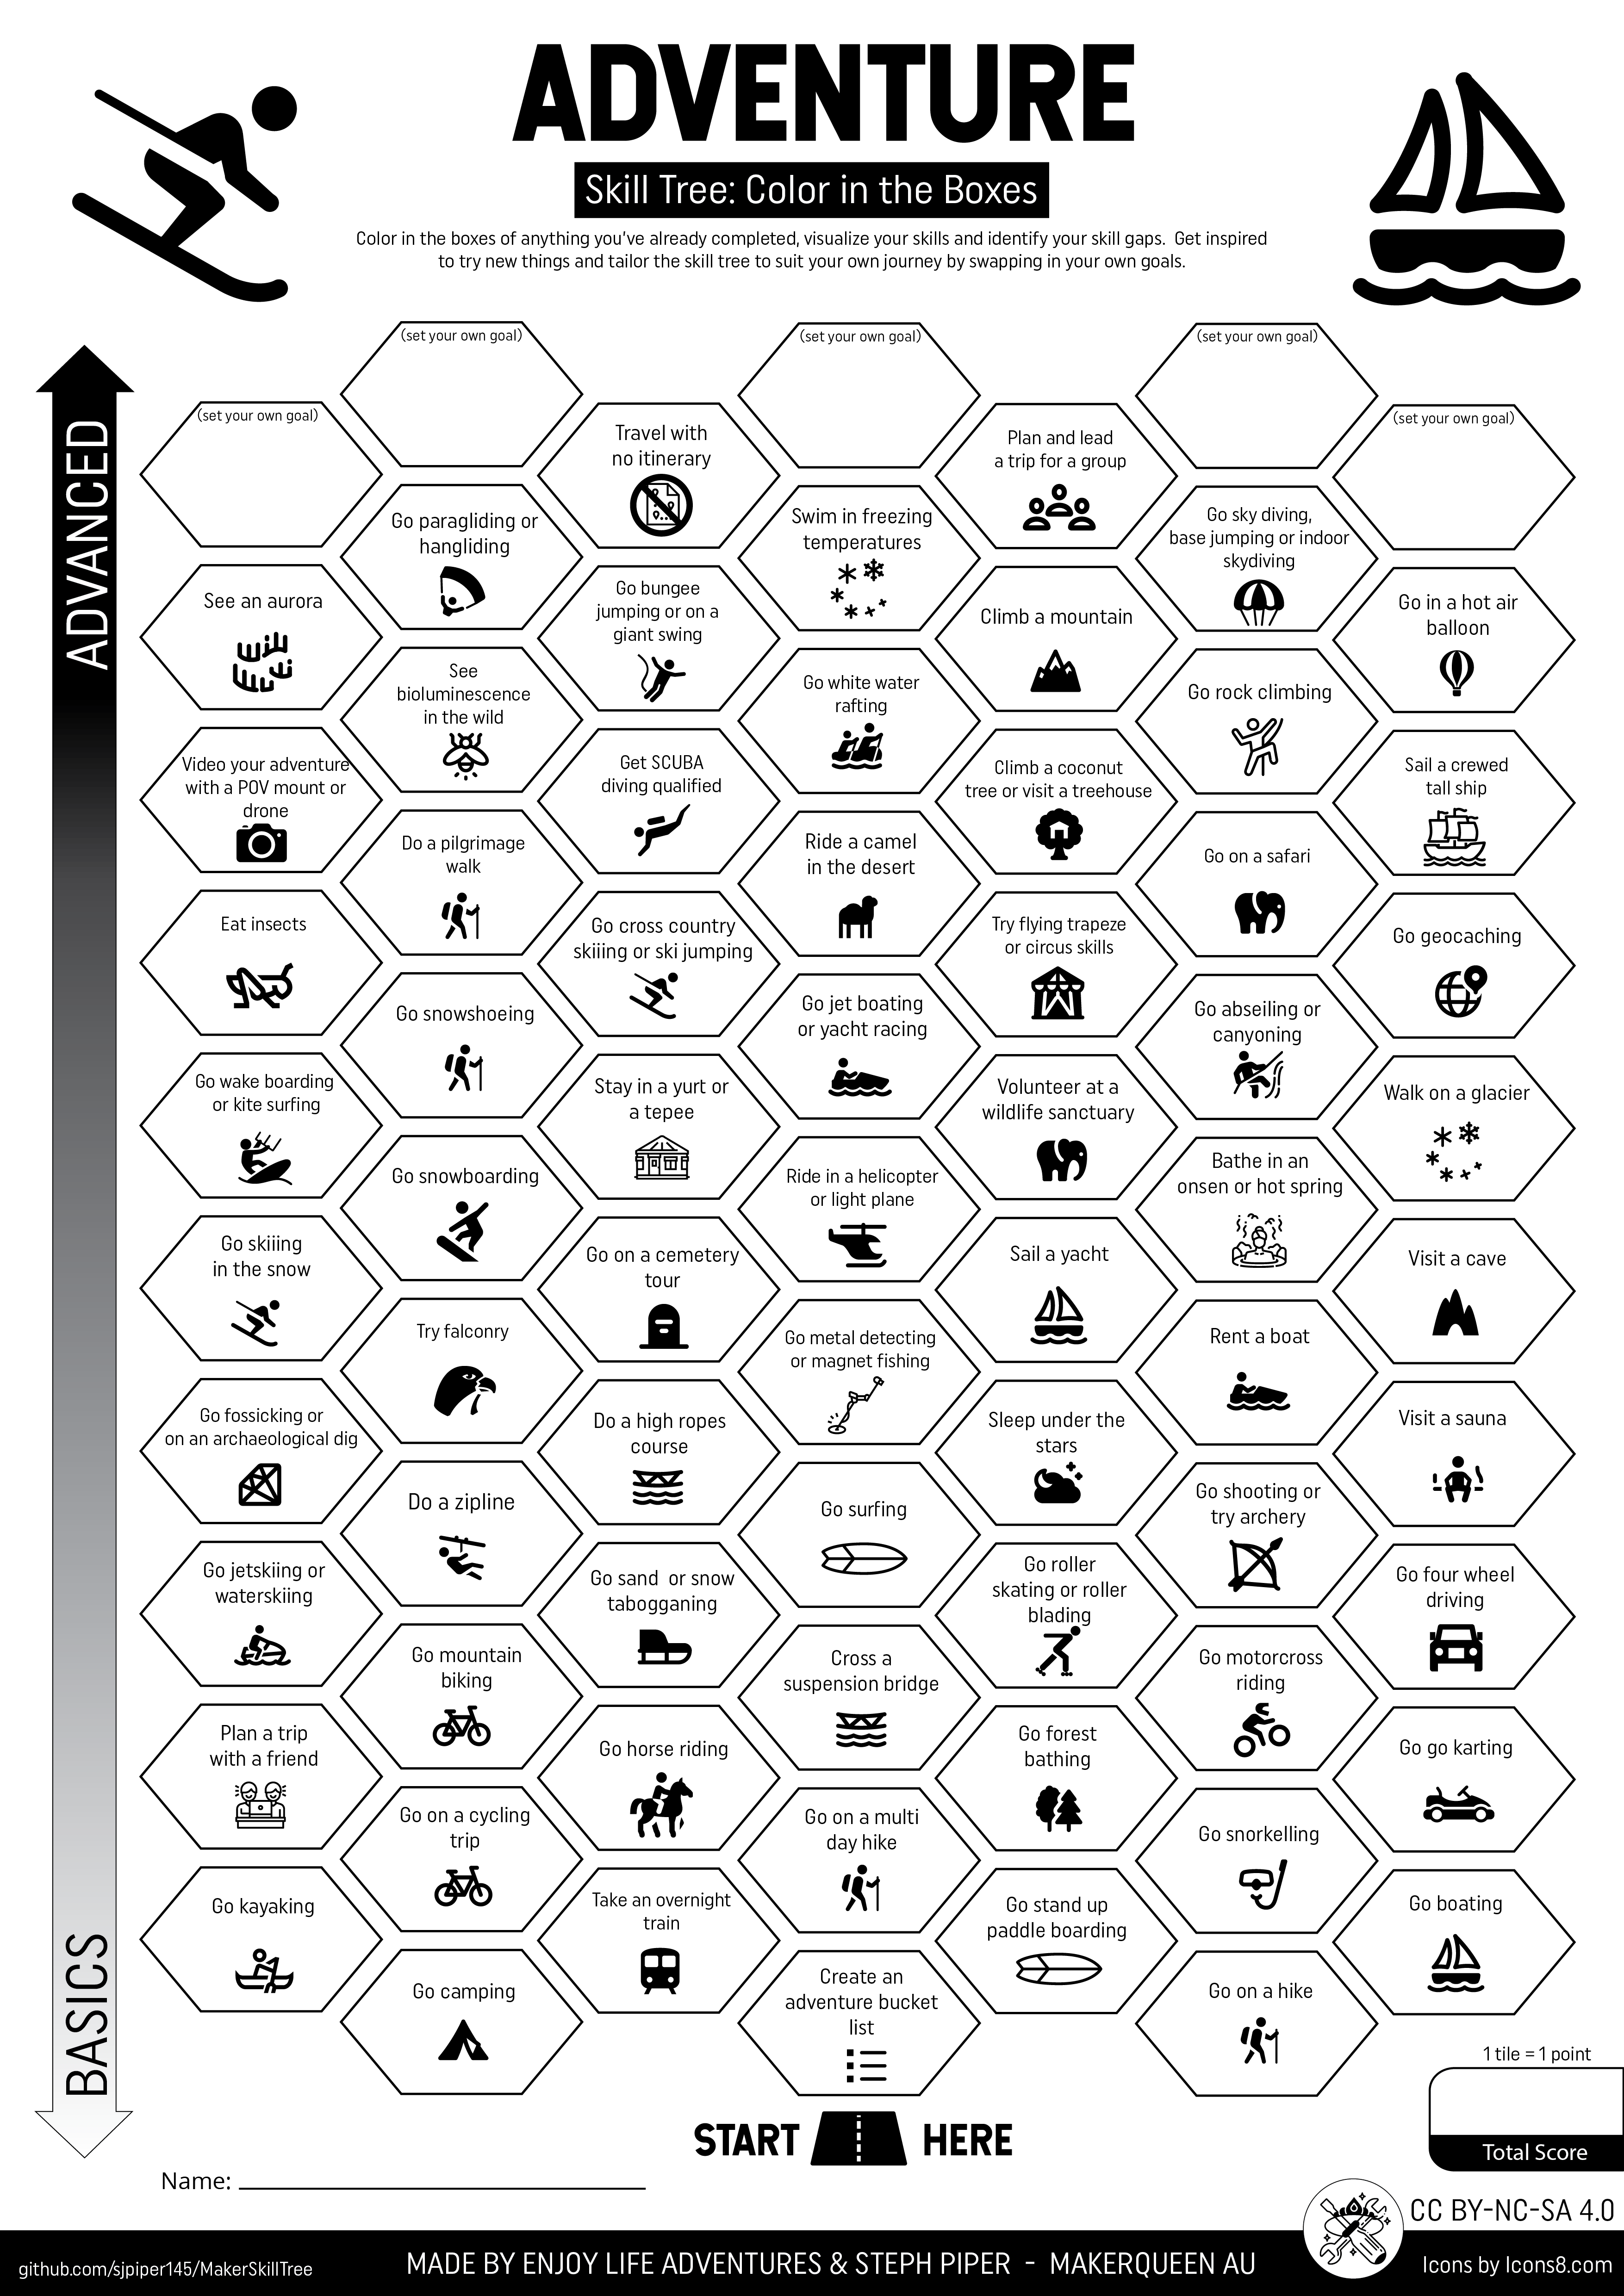 ADVENTURE
Skill Tree: Color in the Boxes
Color in the boxes of anything you've already completed, visualize your skills and identify your skill gaps. Get inspired
to try new things and tailor the skill tree to suit your own journey by swapping in your own goals.
ADVANCED
BASICS
(set your own goal)
(set your own goal)
(set your own goal)
(set your own goal)
Travel with
no itinerary
Plan and lead
a trip for a group
(set your own goal)
Go paragliding or
hangliding
Swim in freezing
temperatures
Go sky diving,
base jumping or indoor
skydiving
See an aurora
Go bungee
jumping or on a
giant swing
Climb a mountain
Go in a hot air
balloon
See
bioluminescence
in the wild
Go white water
rafting
Go rock climbing
Video your adventure
with a POV mount or
drone
Get SCUBA
diving qualified
Climb a coconut
tree or visit a treehouse
Sail a crewed
tall ship
Do a pilgrimage
walk
Ride a camel
in the desert
Go on a safari
Eat insects
Go cross country
skiiing or ski jumping
Try flying trapeze
or circus skills
Go geocaching
Go snowshoeing
Go jet boating
or yacht racing
Go abseiling or
canyoning
Go wake boarding
or kite surfing
Stay in a yurt or
a tepee
Volunteer at a
wildlife sanctuary
Walk on a glacier
Go snowboarding
Ride in a helicopter
or light plane
Bathe in an
onsen or hot spring
Go skiiing
in the snow
Go on a cemetery
tour
Sail a yacht
Visit a cave
Try falconry
Go metal detecting
or magnet fishing
Rent a boat
Go fossicking or
on an archaeological dig
Do a high ropes
course
Sleep under the
stars
Visit a sauna
Do a zipline
Go surfing
Go shooting or
try archery
Go jetskiing or
waterskiing
Go sand or snow
tabogganing
Go roller
skating or roller
blading
Go four wheel
driving
Go mountain
biking
Cross a
suspension bridge
Go motorcross
riding
Plan a trip
with a friend
Go horse riding
Go forest
bathing
Go go karting
Go on a cycling
trip
Go on a multi
day hike
Go snorkelling
Go kayaking
Take an overnight
train
Go stand up
paddle boarding
Go boating
Go camping
Create an
adventure bucket
list
Go on a hike
1 tile = 1 point
Total Score
START HERE
Name:
CC BY-NC-SA 4.0
github.com/sjpiper145/MakerSkillTree
MADE BY ENJOY LIFE ADVENTURES & STEPH PIPER - MAKERQUEEN AU
Icons by Icons8.com